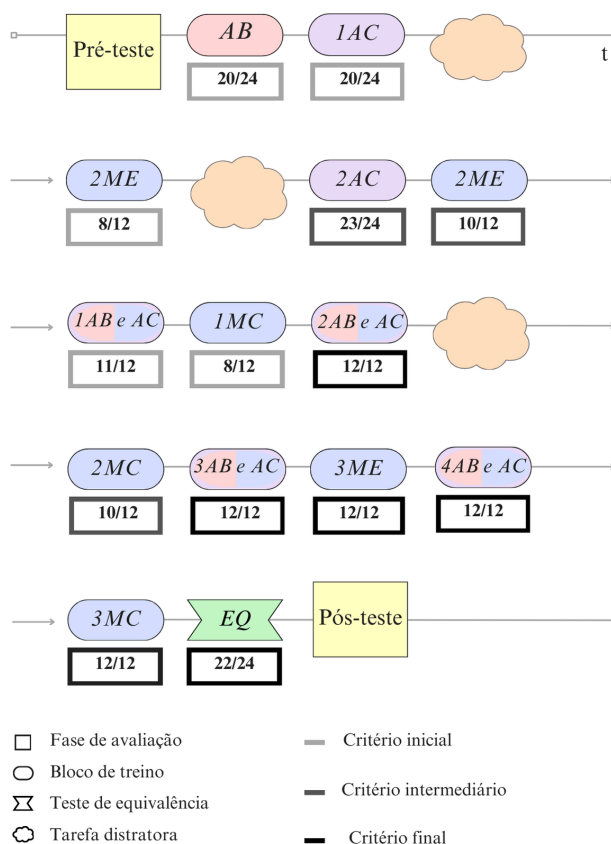 Pré-teste
AB
1AC
t
20/24
20/24
2ME
2AC
2ME
8/12
23/24
10/12
1AB e AC
1MC
2AB e AC
11/12
8/12
12/12
2MC
3AB e AC
3ME
4AB e AC
10/12
12/12
12/12
12/12
3MC
EQ
Pós-teste
12/12
22/24
Fase de avaliação
Bloco de treino
Teste de equivalência
Tarefa distratora
Critério inicial
Critério intermediário
Critério final